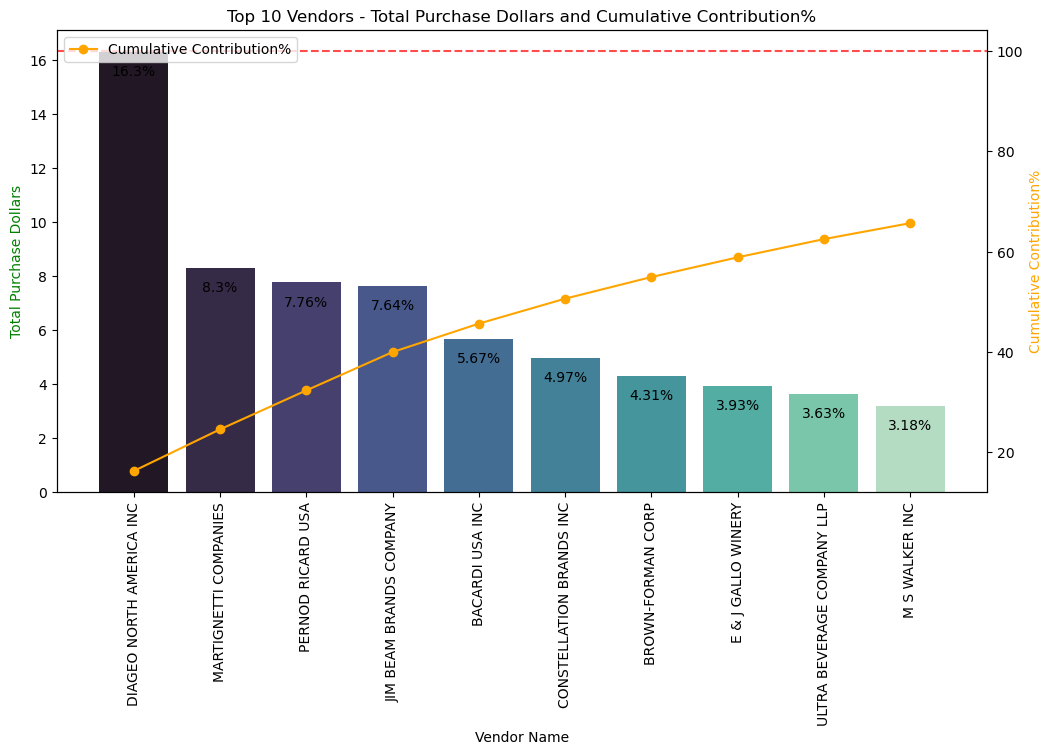 Top 10 Vendors - Total Purchase Dollars and Cumulative Contribution%
Cumulative Contribution%
16
14
12
10
8
6
4
2
0
Total Purchase Dollars
16.3%
8.3%
7.76%
7.64%
5.67%
4.97%
4.31%
3.93%
3.63%
3.18%
100
80
60
40
20
Cumulative Contribution%
DIAGEO NORTH AMERICA INC
MARTIGNETTI COMPANIES
PERNOD RICARD USA
JIM BEAM BRANDS COMPANY
BACARDI USA INC
CONSTELLATION BRANDS INC
BROWN-FORMAN CORP
E & J GALLO WINERY
ULTRA BEVERAGE COMPANY LLP
M S WALKER INC
Vendor Name